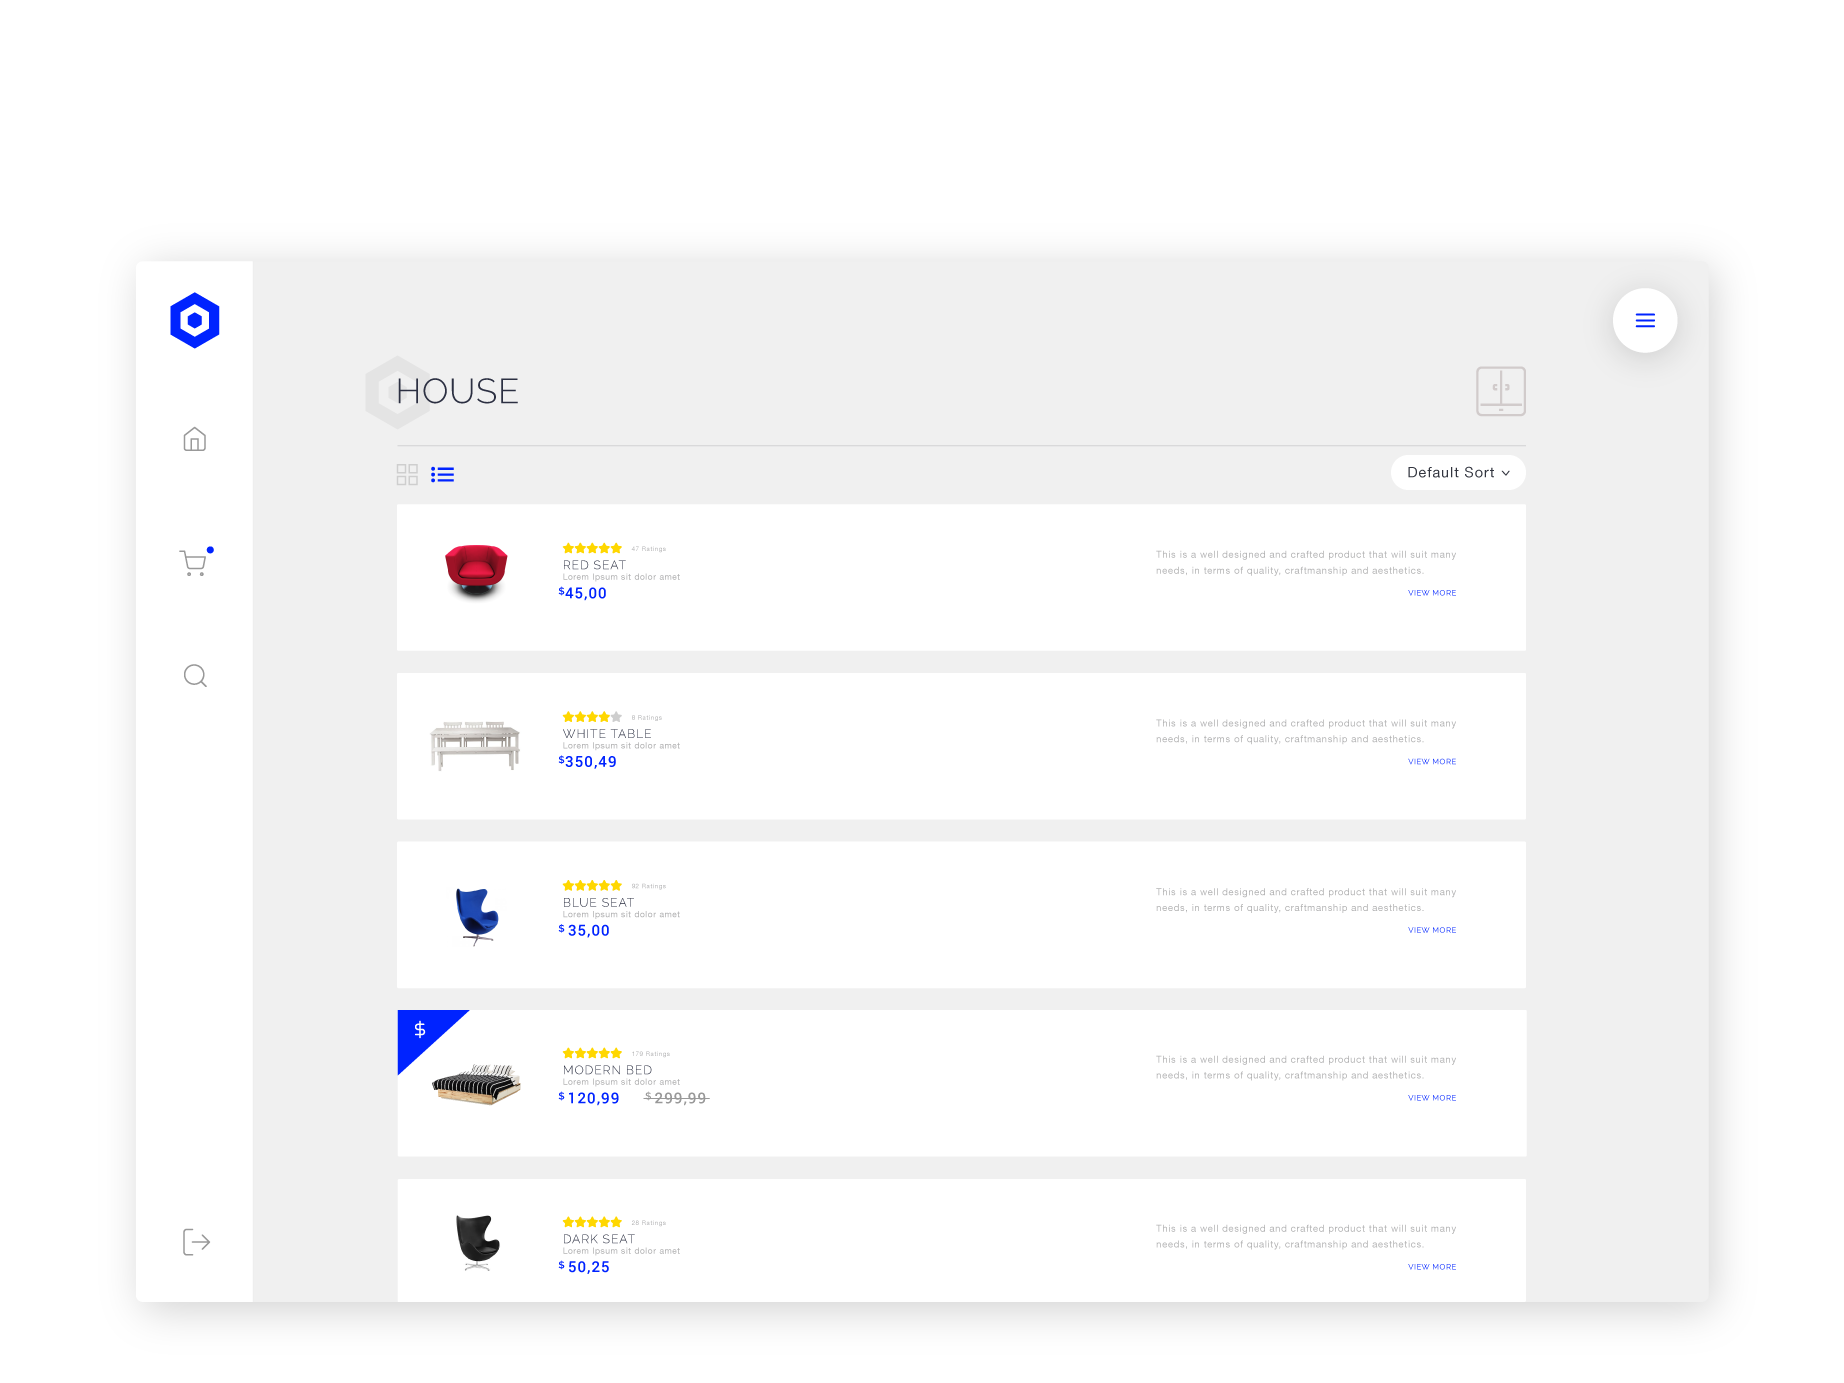 HOUSE
Default Sort
47 Ratings
RED SEAT
Lorem Ipsum sit dolor amet
$45,00
This is a well designed and crafted product that will suit many
needs, in terms of quality, craftmanship and aesthetics.
VIEW MORE
8 Ratings
WHITE TABLE
Lorem Ipsum sit dolor amet
$350,49
This is a well designed and crafted product that will suit many
needs, in terms of quality, craftmanship and aesthetics.
VIEW MORE
92 Ratings
BLUE SEAT
Lorem Ipsum sit dolor amet
$ 35,00
This is a well designed and crafted product that will suit many
needs, in terms of quality, craftmanship and aesthetics.
VIEW MORE
$
179 Ratings
MODERN BED
Lorem Ipsum sit dolor amet
$ 120,99 $ 299,99
This is a well designed and crafted product that will suit many
needs, in terms of quality, craftmanship and aesthetics.
VIEW MORE
28 Ratings
DARK SEAT
Lorem Ipsum sit dolor amet
$ 50,25
This is a well designed and crafted product that will suit many
needs, in terms of quality, craftmanship and aesthetics.
VIEW MORE